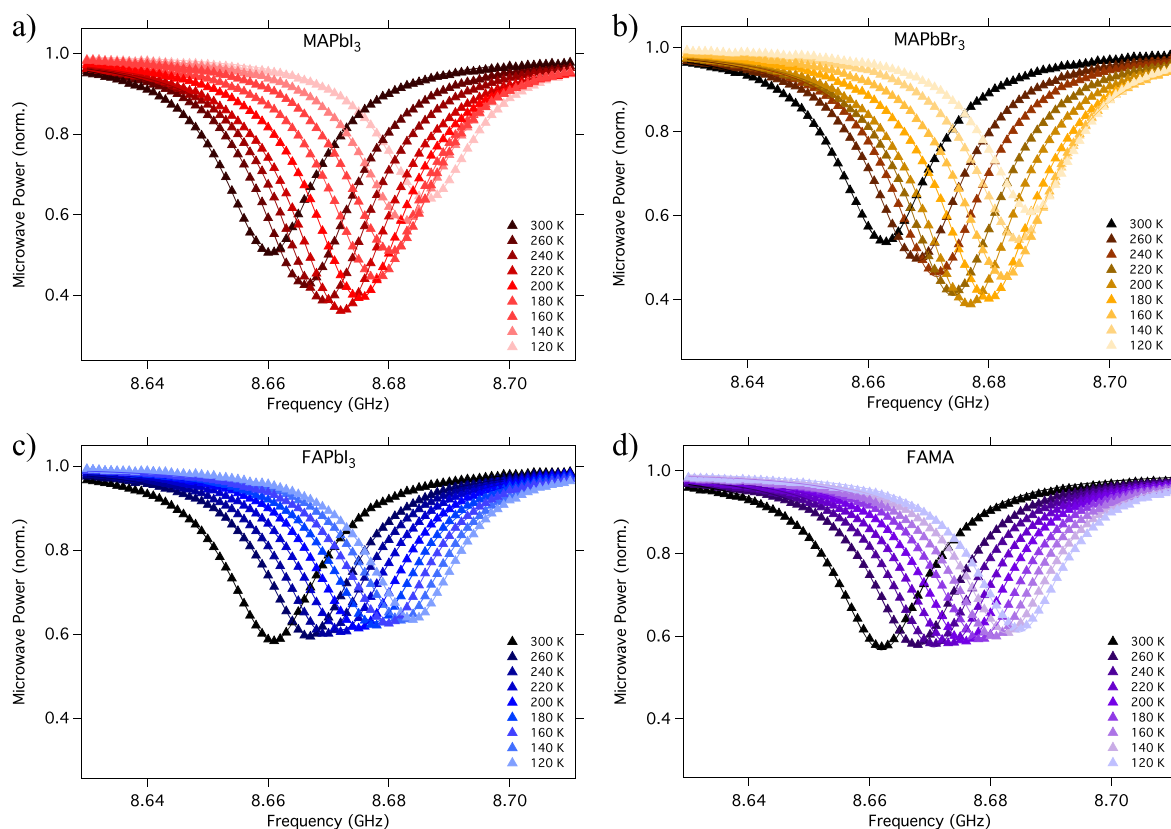 a)
MAPbI3
1.0
0.8
0.6
0.4
Microwave Power (norm.)
300 K
260 K
240 K
220 K
200 K
180 K
160 K
140 K
120 K
8.64
8.66
8.68
8.70
Frequency (GHz)
b)
MAPbBr3
1.0
0.8
0.6
0.4
Microwave Power (norm.)
300 K
260 K
240 K
220 K
200 K
180 K
160 K
140 K
120 K
8.64
8.66
8.68
8.70
Frequency (GHz)
c)
FAPbI3
1.0
0.8
0.6
0.4
Microwave Power (norm.)
300 K
260 K
240 K
220 K
200 K
180 K
160 K
140 K
120 K
8.64
8.66
8.68
8.70
Frequency (GHz)
d)
FAMA
1.0
0.8
0.6
0.4
Microwave Power (norm.)
300 K
260 K
240 K
220 K
200 K
180 K
160 K
140 K
120 K
8.64
8.66
8.68
8.70
Frequency (GHz)